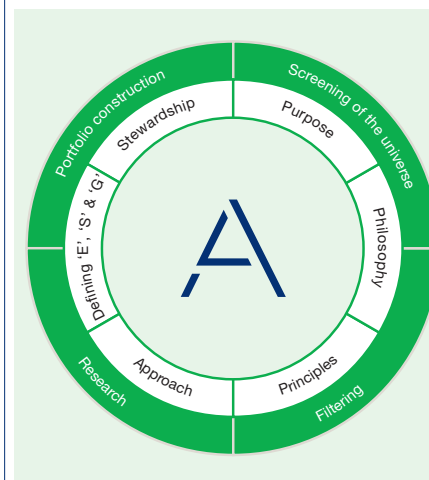 Portfolio construction
Screening of the universe
Stewardship
Purpose
Defining ‘E’, ‘S’ & ‘G’
Philosophy
Approach
Principles
Research
Filtering